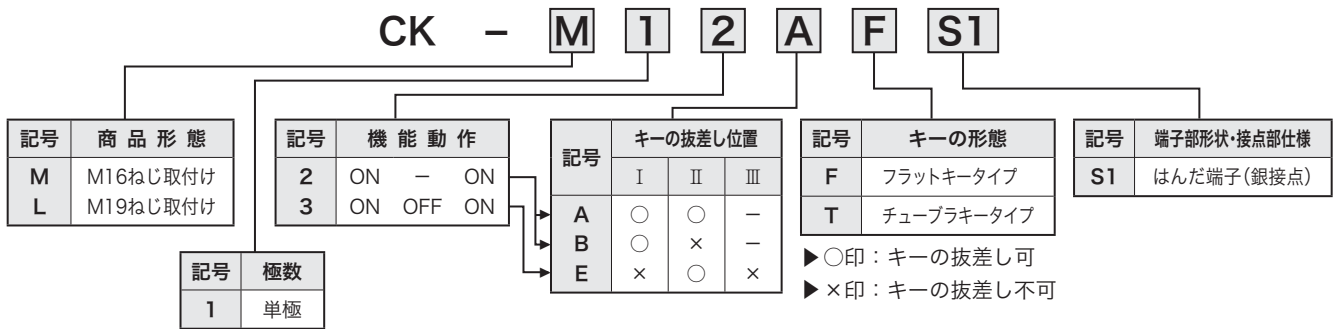 CK - M 1 2 A F S1
記号 商品形態
M M16ねじ取付け
L M19ねじ取付け
記号 極数
1 単極
記号 機能動作
2 ON － ON
3 ON OFF ON
記号 キーの抜差し位置
Ⅰ Ⅱ Ⅲ
A ○ ○ －
B ○ × －
E × ○ ×
記号 キーの形態
F フラットキータイプ
T チューブラキータイプ
▶○印：キーの抜差し可
▶×印：キーの抜差し不可
記号 端子部形状・接点部仕様
S1 はんだ端子（銀接点）